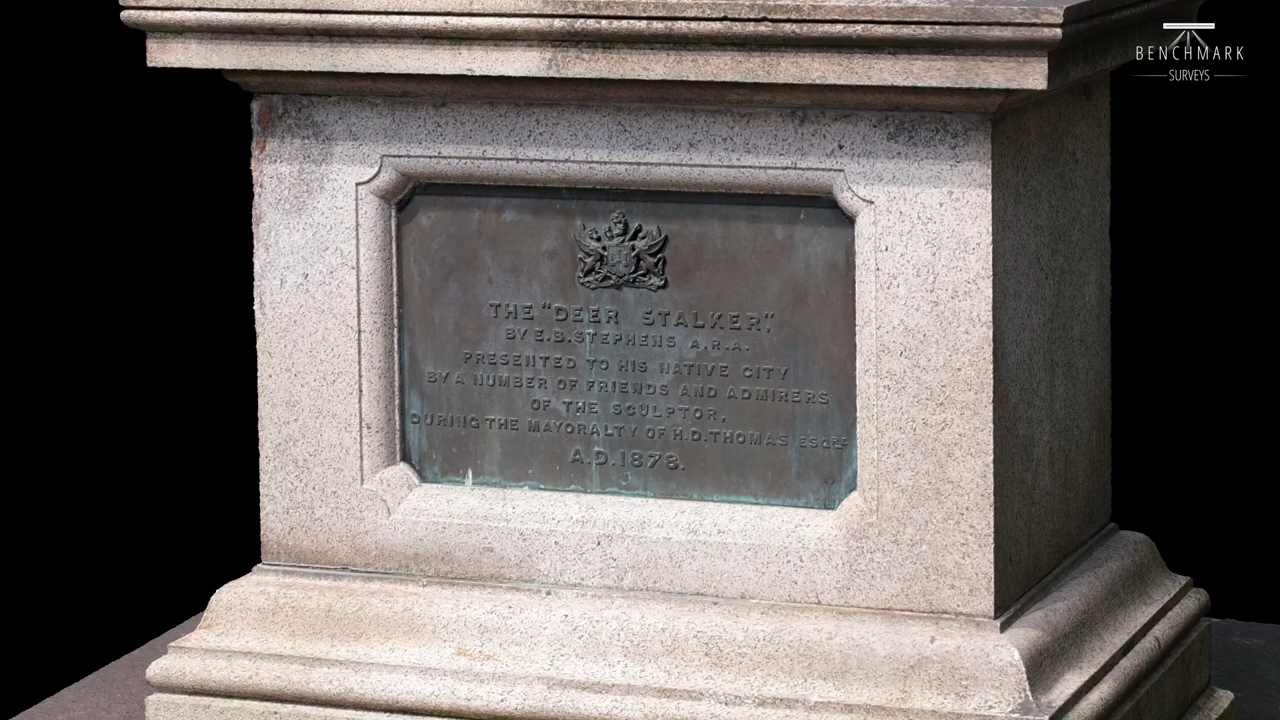 BENCHMARK
SURVEYS
THE "DEER STALKER",
BY E.B. STEPHENS A.R.A.
PRESENTED TO HIS NATIVE CITY
BY A NUMBER OF FRIENDS AND ADMIRERS
OF THE SCULPTOR,
DURING THE MAYORALTY OF H.D. THOMAS ESQRE
A.D. 1878.